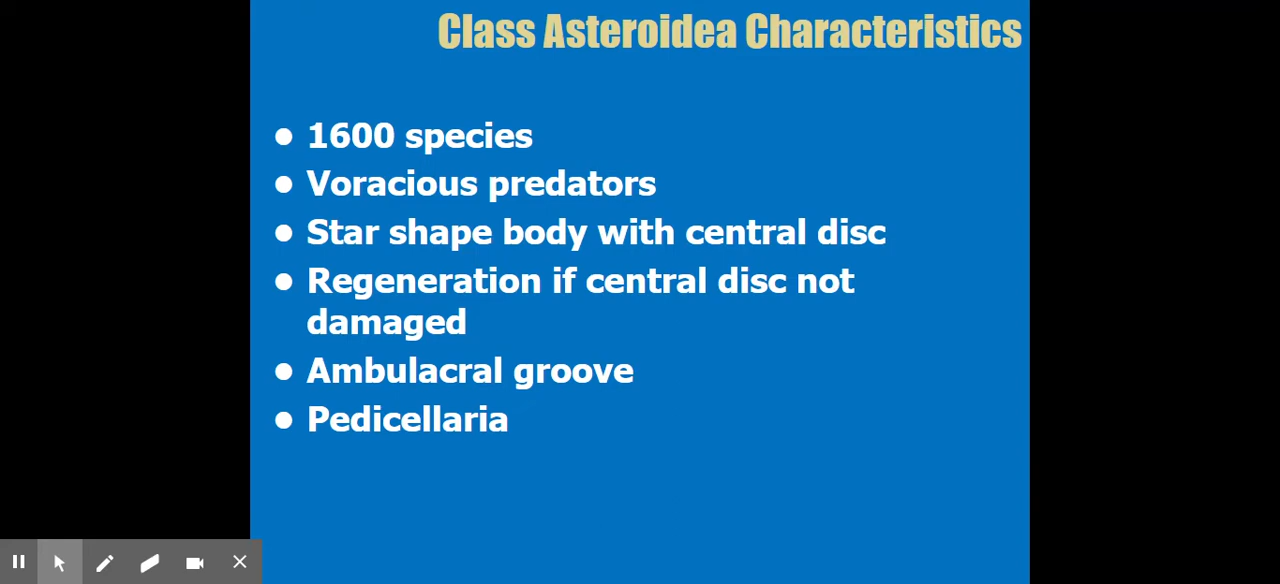 Class Asteroidea Characteristics
● 1600 species
● Voracious predators
● Star shape body with central disc
● Regeneration if central disc not
damaged
● Ambulacral groove
● Pedicellaria